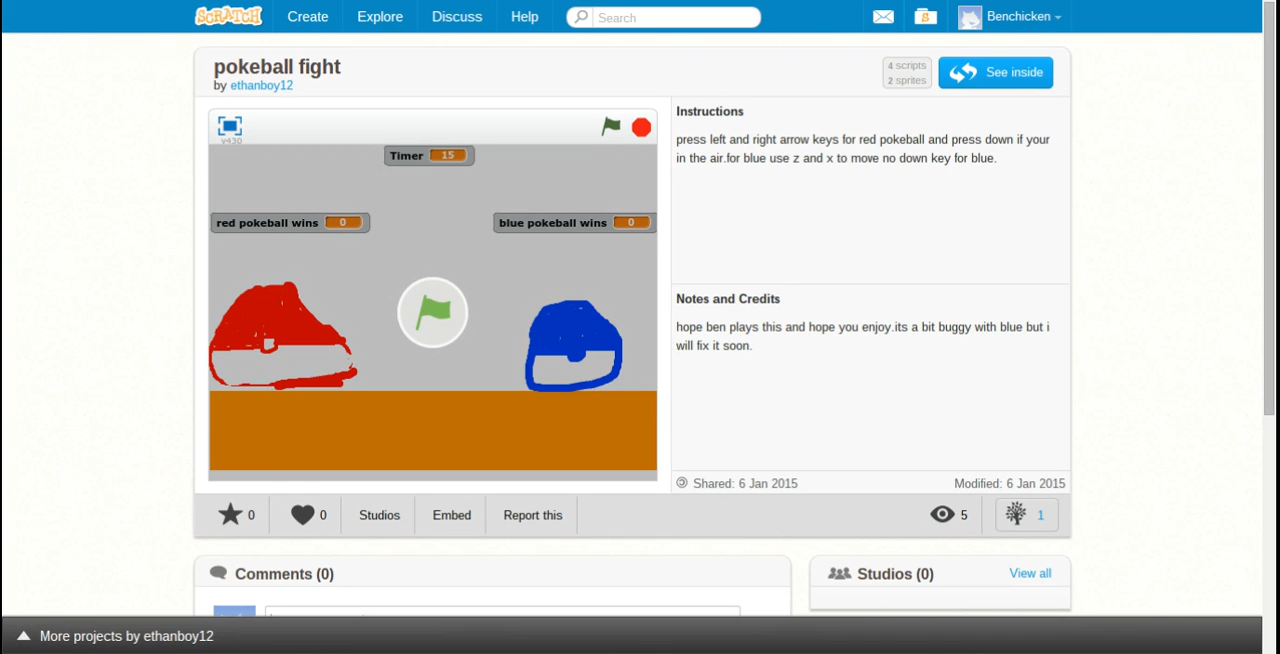 SCRATCH Create Explore Discuss Help Search Benchicken
pokeball fight
by ethanboy12
4 scripts
2 sprites
See inside
v430
Timer 15
red pokeball wins 0
blue pokeball wins 0
Instructions
press left and right arrow keys for red pokeball and press down if your
in the air.for blue use z and x to move no down key for blue.
Notes and Credits
hope ben plays this and hope you enjoy.its a bit buggy with blue but i
will fix it soon.
Shared: 6 Jan 2015 Modified: 6 Jan 2015
0 0 Studios Embed Report this 5 1
Comments (0)
Studios (0) View all
More projects by ethanboy12